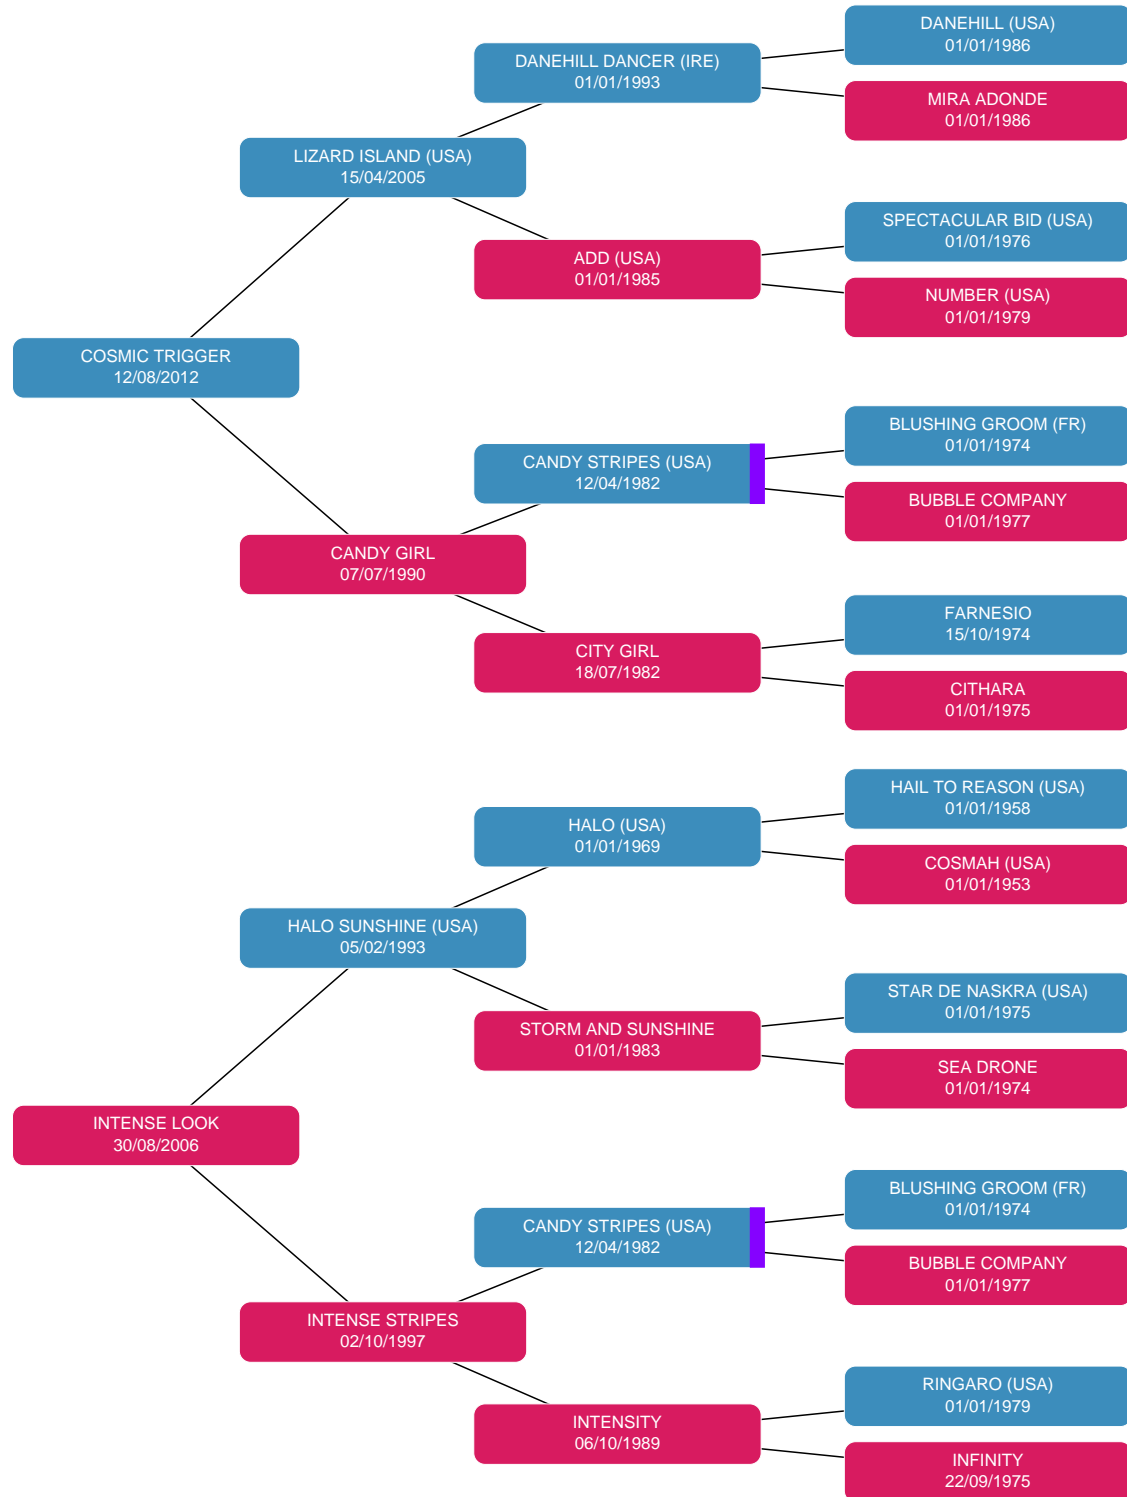 DANEHILL (USA)
01/01/1986
DANEHILL DANCER (IRE)
01/01/1993
MIRA ADONDE
01/01/1986
LIZARD ISLAND (USA)
15/04/2005
SPECTACULAR BID (USA)
01/01/1976
ADD (USA)
01/01/1985
NUMBER (USA)
01/01/1979
COSMIC TRIGGER
12/08/2012
BLUSHING GROOM (FR)
01/01/1974
CANDY STRIPES (USA)
12/04/1982
BUBBLE COMPANY
01/01/1977
CANDY GIRL
07/07/1990
FARNESIO
15/10/1974
CITY GIRL
18/07/1982
CITHARA
01/01/1975
HAIL TO REASON (USA)
01/01/1958
HALO (USA)
01/01/1969
COSMAH (USA)
01/01/1953
HALO SUNSHINE (USA)
05/02/1993
STAR DE NASKRA (USA)
01/01/1975
STORM AND SUNSHINE
01/01/1983
SEA DRONE
01/01/1974
INTENSE LOOK
30/08/2006
BLUSHING GROOM (FR)
01/01/1974
CANDY STRIPES (USA)
12/04/1982
BUBBLE COMPANY
01/01/1977
INTENSE STRIPES
02/10/1997
RINGARO (USA)
01/01/1979
INTENSITY
06/10/1989
INFINITY
22/09/1975